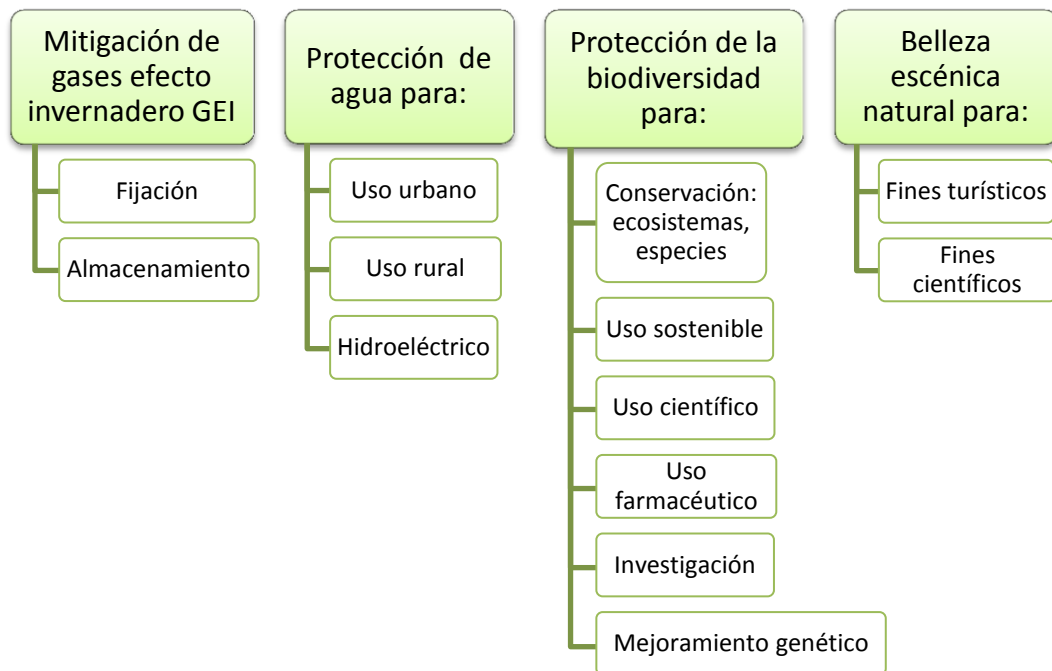 Mitigación de
gases efecto
invernadero GEI
Fijación
Almacenamiento
Protección de
agua para:
Uso urbano
Uso rural
Hidroeléctrico
Protección de la
biodiversidad
para:
Conservación:
ecosistemas,
especies
Uso sostenible
Uso científico
Uso
farmacéutico
Investigación
Mejoramiento genético
Belleza
escénica
natural para:
Fines turísticos
Fines
científicos